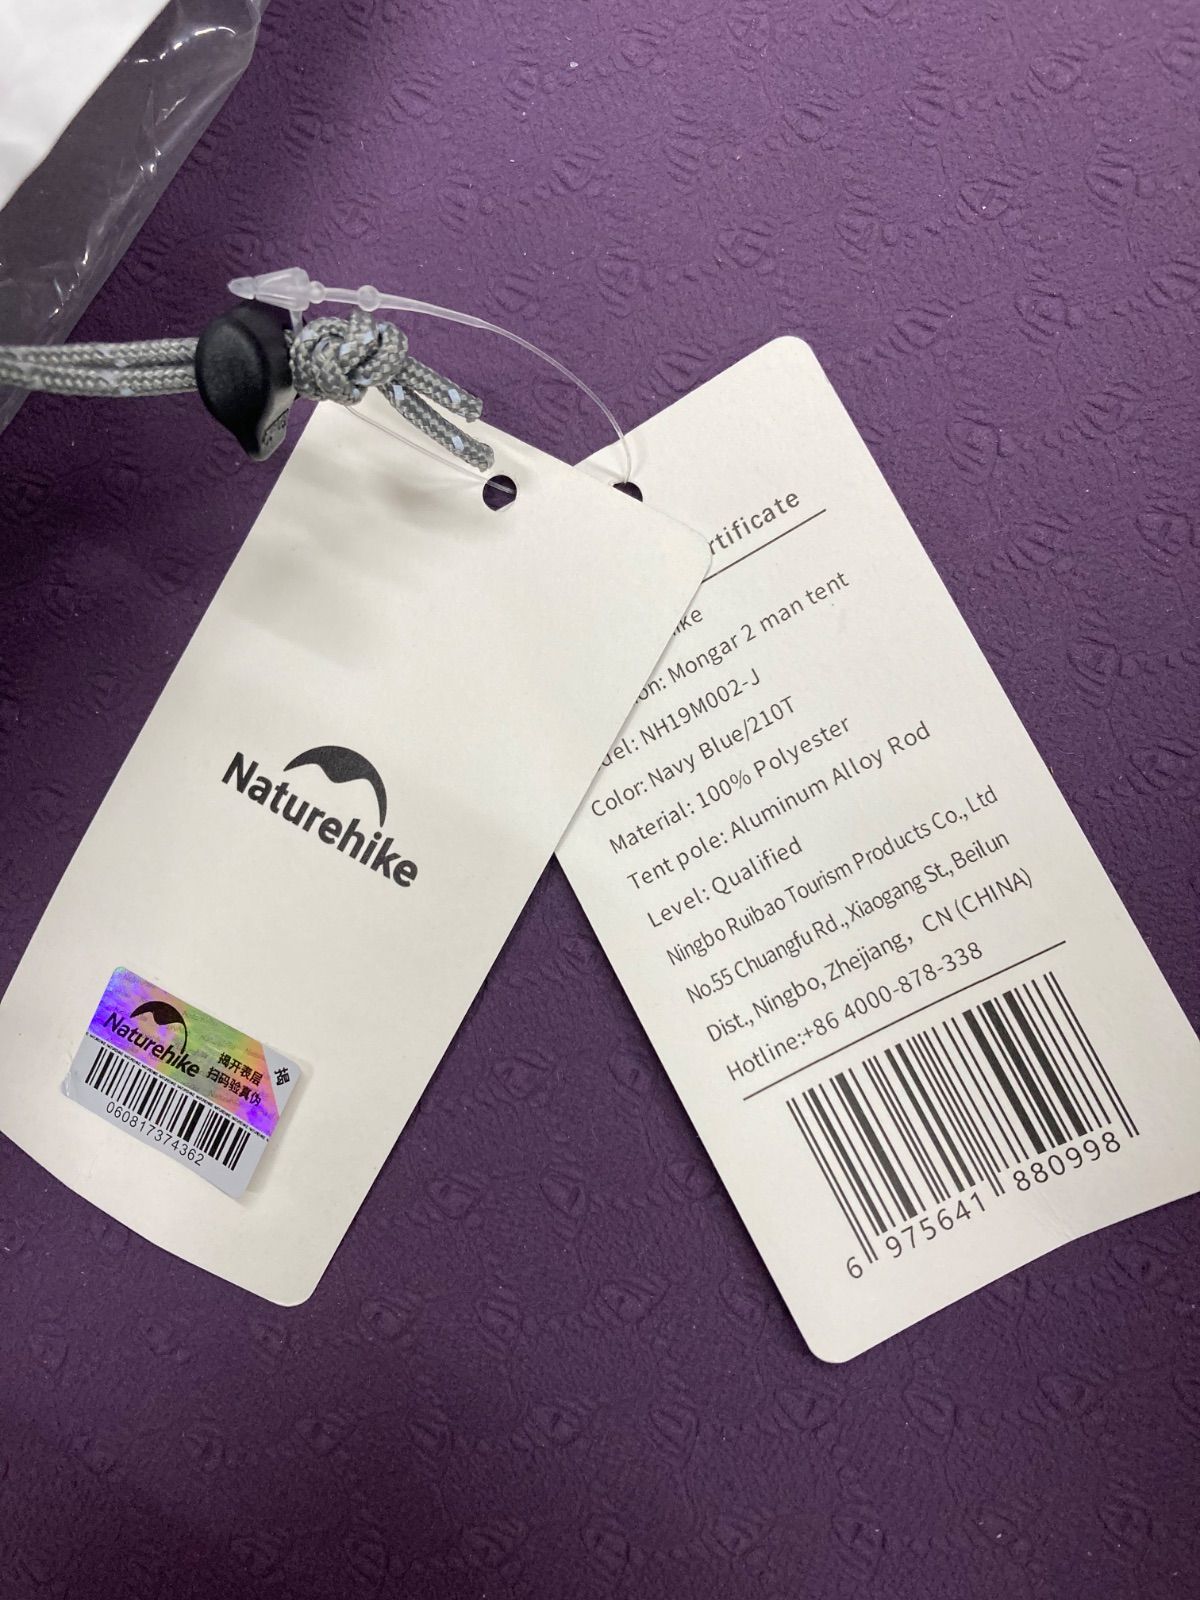 Naturehike
Naturehike
揭开表层
扫码验真伪
060817374362
rtificate
ike
on: Mongar 2 man tent
del: NH19M002-J
Color: Navy Blue/210T
Material: 100% Polyester
Tent pole: Aluminum Alloy Rod
Level: Qualified
Ningbo Ruibao Tourism Products Co., Ltd
No.55 Chuangfu Rd., Xiaogang St., Beilun
Dist., Ningbo, Zhejiang，CN (CHINA)
Hotline:+86 4000-878-338
6 975641 880998